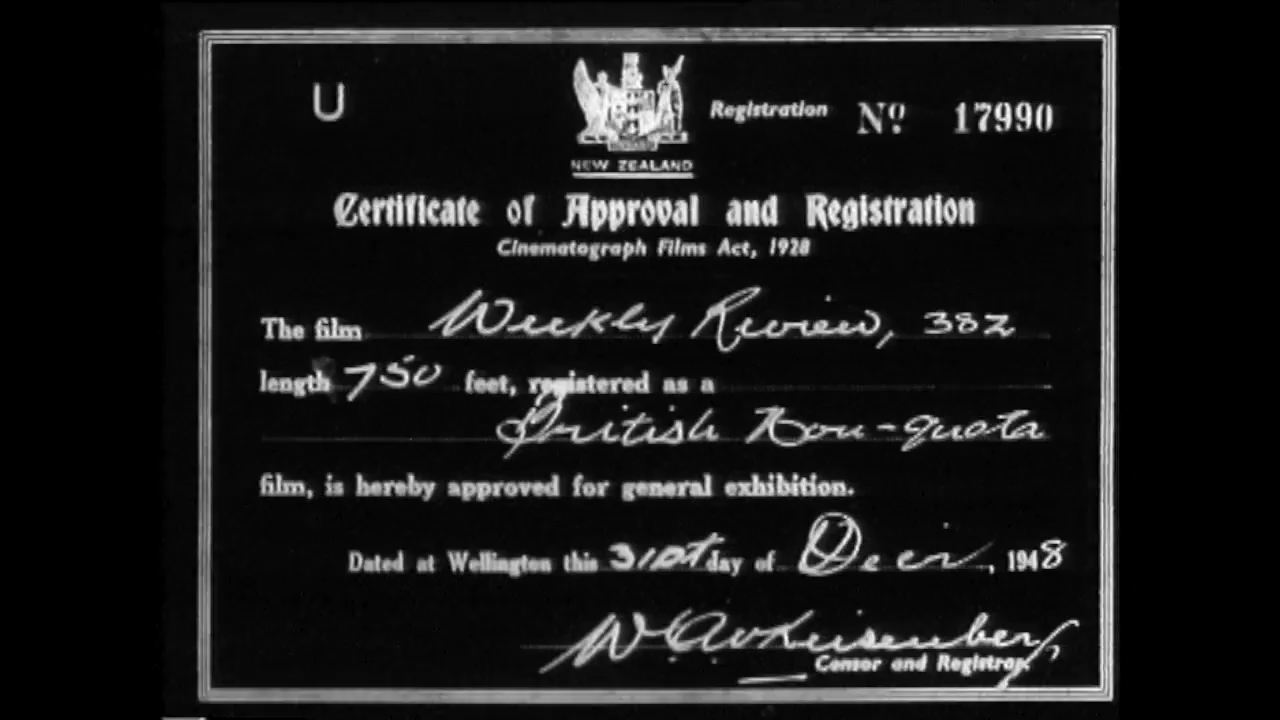 U
Registration Nº 17990
NEW ZEALAND
Certificate of Approval and Registration
Cinematograph Films Act, 1928
The film Weekly Review, 382
length 750 feet, registered as a
British Non-quota
film, is hereby approved for general exhibition.
Dated at Wellington this 31st day of Decr, 1948
Censor and Registrar.